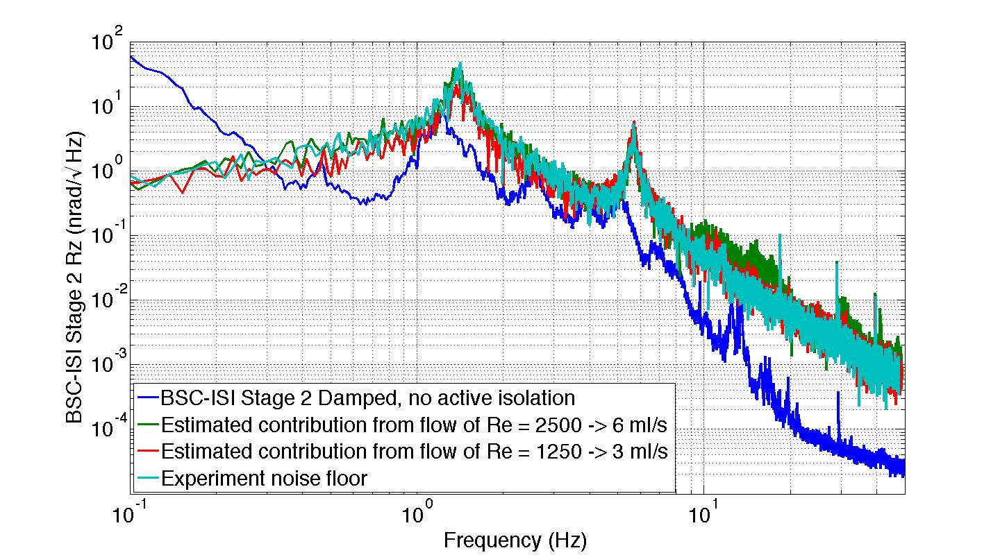 10^2
10^1
10^0
10^-1
10^-2
10^-3
10^-4
BSC-ISI Stage 2 Rz (nrad/√ Hz)
BSC-ISI Stage 2 Damped, no active isolation
Estimated contribution from flow of Re = 2500 -> 6 ml/s
Estimated contribution from flow of Re = 1250 -> 3 ml/s
Experiment noise floor
10^-1
10^0
10^1
Frequency (Hz)